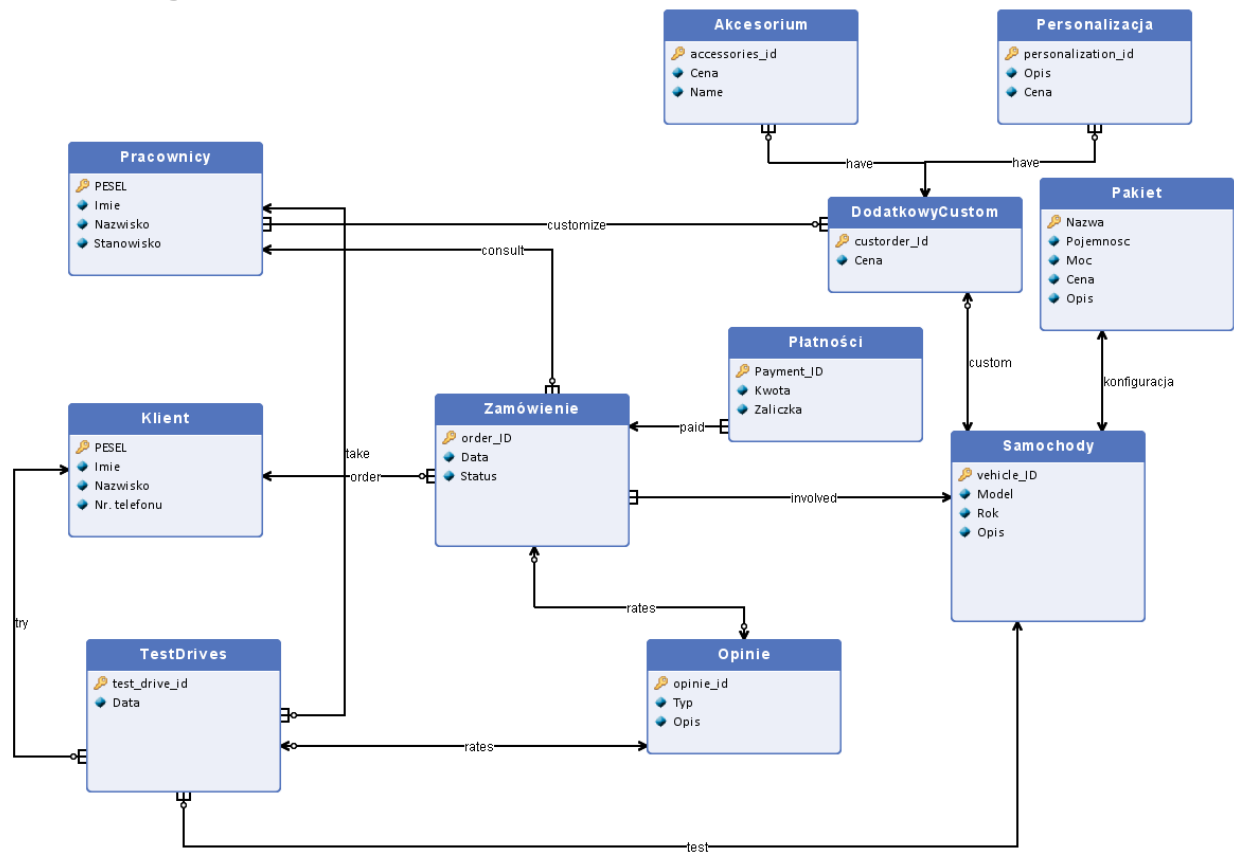 Akcesorium
accessories_id
Cena
Name
Personalizacja
personalization_id
Opis
Cena
have
have
Pracownicy
PESEL
Imie
Nazwisko
Stanowisko
customize
consult
DodatkowyCustom
custorder_Id
Cena
Pakiet
Nazwa
Pojemnosc
Moc
Cena
Opis
Płatności
Payment_ID
Kwota
Zaliczka
custom
konfiguracja
Klient
PESEL
Imie
Nazwisko
Nr. telefonu
Zamówienie
order_ID
Data
Status
paid
take
order
involved
Samochody
vehicle_ID
Model
Rok
Opis
rates
try
TestDrives
test_drive_id
Data
Opinie
opinie_id
Typ
Opis
rates
test